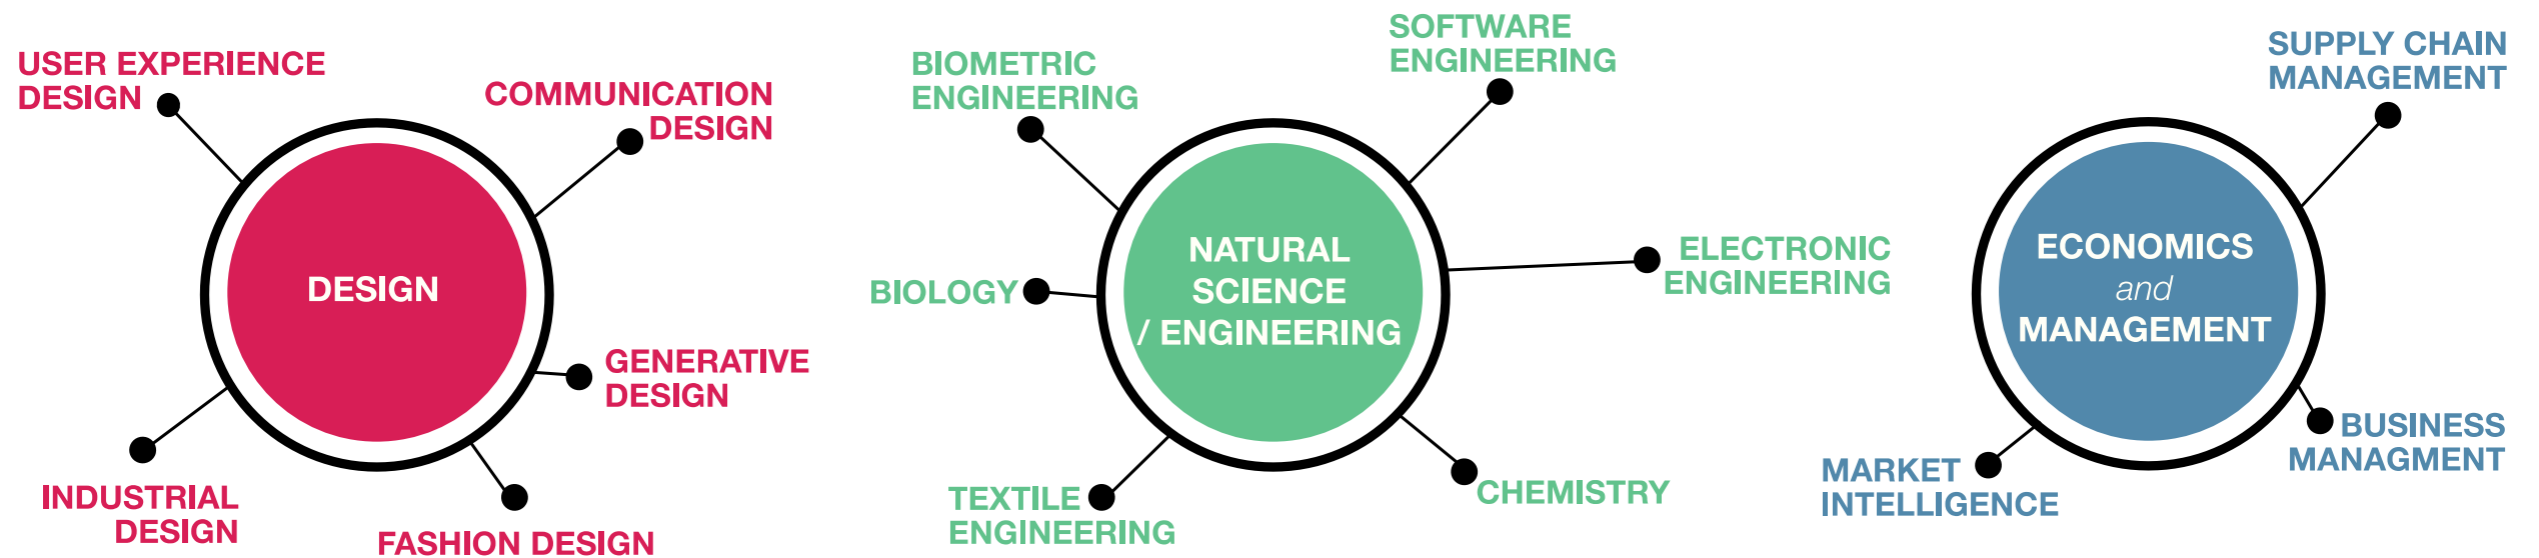 USER EXPERIENCE
DESIGN
COMMUNICATION
DESIGN
DESIGN
GENERATIVE
DESIGN
INDUSTRIAL
DESIGN
FASHION DESIGN
BIOMETRIC
ENGINEERING
SOFTWARE
ENGINEERING
NATURAL
SCIENCE
/ ENGINEERING
BIOLOGY
ELECTRONIC
ENGINEERING
TEXTILE
ENGINEERING
CHEMISTRY
SUPPLY CHAIN
MANAGEMENT
ECONOMICS
and
MANAGEMENT
MARKET
INTELLIGENCE
BUSINESS
MANAGMENT